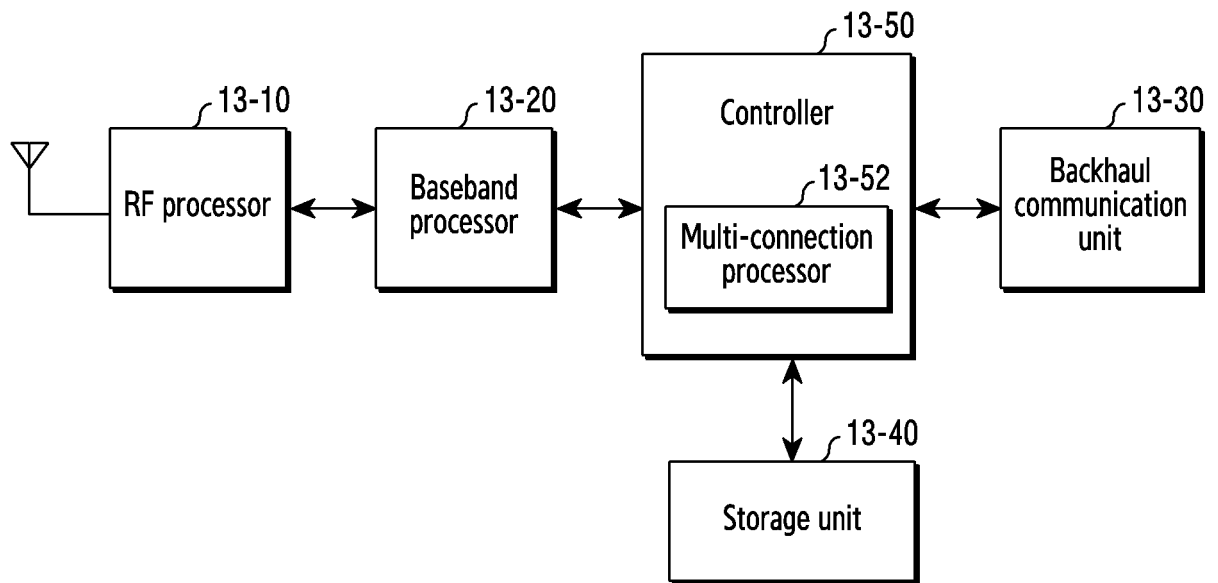 13-50
13-10
13-20
13-30
Controller
RF processor
Baseband
processor
13-52
Multi-connection
processor
Backhaul
communication
unit
13-40
Storage unit